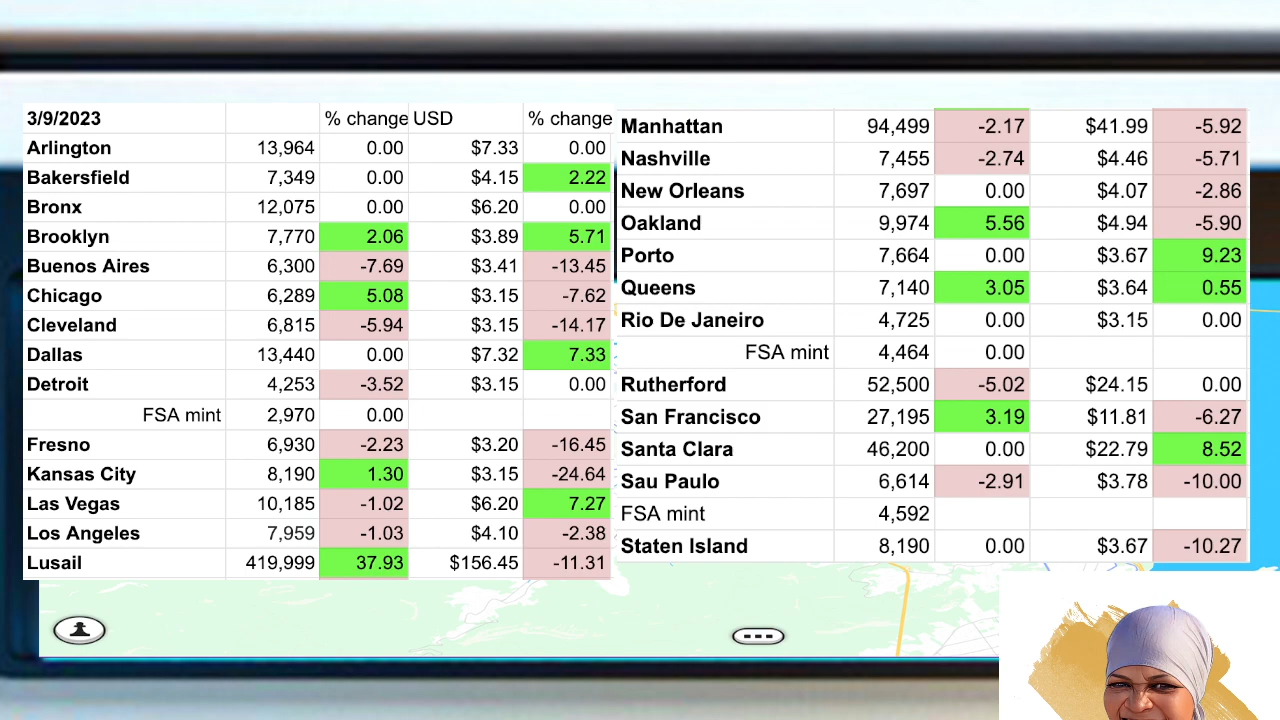 3/9/2023 % change USD % change
Arlington 13,964 0.00 $7.33 0.00
Bakersfield 7,349 0.00 $4.15 2.22
Bronx 12,075 0.00 $6.20 0.00
Brooklyn 7,770 2.06 $3.89 5.71
Buenos Aires 6,300 -7.69 $3.41 -13.45
Chicago 6,289 5.08 $3.15 -7.62
Cleveland 6,815 -5.94 $3.15 -14.17
Dallas 13,440 0.00 $7.32 7.33
Detroit 4,253 -3.52 $3.15 0.00
FSA mint 2,970 0.00
Fresno 6,930 -2.23 $3.20 -16.45
Kansas City 8,190 1.30 $3.15 -24.64
Las Vegas 10,185 -1.02 $6.20 7.27
Los Angeles 7,959 -1.03 $4.10 -2.38
Lusail 419,999 37.93 $156.45 -11.31
Manhattan 94,499 -2.17 $41.99 -5.92
Nashville 7,455 -2.74 $4.46 -5.71
New Orleans 7,697 0.00 $4.07 -2.86
Oakland 9,974 5.56 $4.94 -5.90
Porto 7,664 0.00 $3.67 9.23
Queens 7,140 3.05 $3.64 0.55
Rio De Janeiro 4,725 0.00 $3.15 0.00
FSA mint 4,464 0.00
Rutherford 52,500 -5.02 $24.15 0.00
San Francisco 27,195 3.19 $11.81 -6.27
Santa Clara 46,200 0.00 $22.79 8.52
Sau Paulo 6,614 -2.91 $3.78 -10.00
FSA mint 4,592
Staten Island 8,190 0.00 $3.67 -10.27